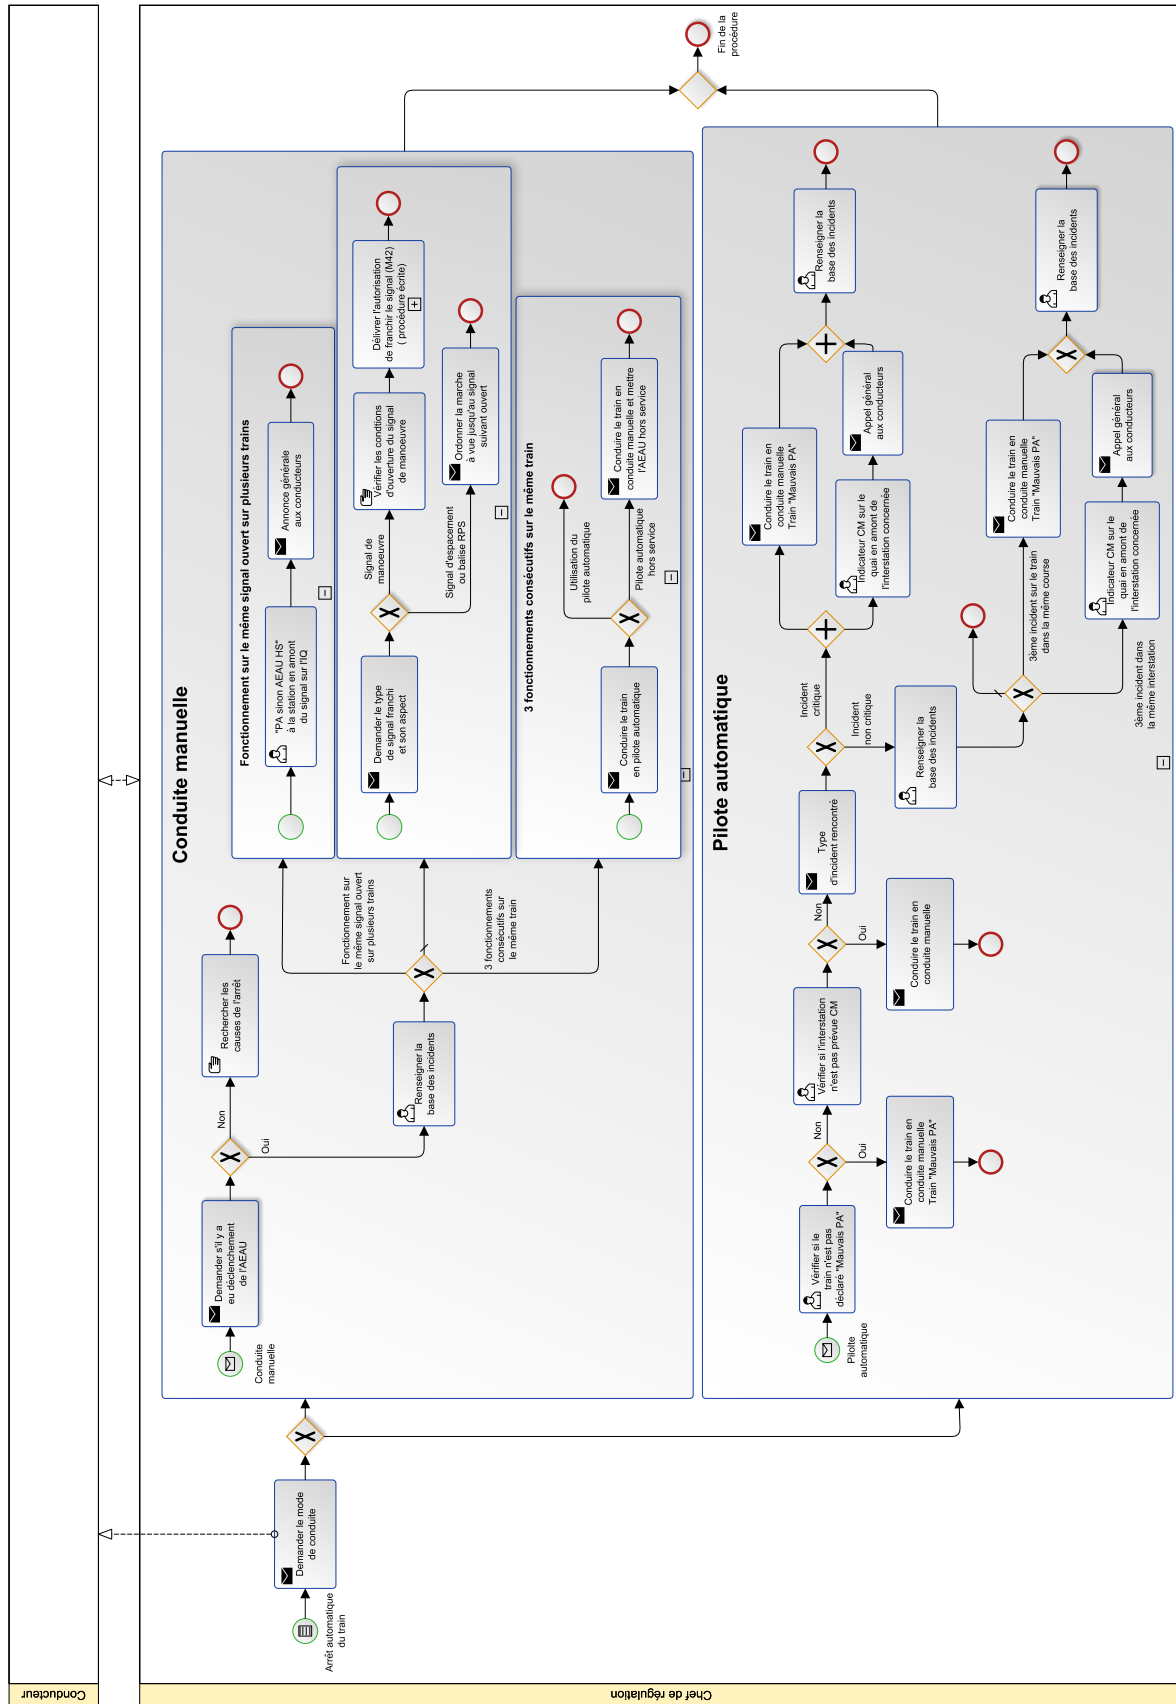 Conducteur
Chef de régulation
Arrêt automatique
du train
Demander le mode
de conduite
Conduite manuelle
Conduite
manuelle
Demander s'il y a
eu déclenchement
de l'AEAU
Non
Oui
Rechercher les
causes de l'arrêt
Renseigner la
base des incidents
Fonctionnement sur
le même signal ouvert
sur plusieurs trains
3 fonctionnements
consécutifs sur
le même train
Fonctionnement sur le même signal ouvert sur plusieurs trains
"PA sinon AEAU HS"
à la station en amont
du signal sur l'IQ
Annonce générale
aux conducteurs
Demander le type
de signal franchi
et son aspect
Signal de
manoeuvre
Signal d'espacement
ou balise RPS
Vérifier les condtions
d'ouverture du signal
de manoeuvre
Délivrer l'autorisation
de franchir le signal (M42)
( procédure écrite)
Ordonner la marche
à vue jusqu'au signal
suivant ouvert
3 fonctionnements consécutifs sur le même train
Conduire le train
en pilote automatique
Utilisation du
pilote automatique
Pilote automatique
hors service
Conduire le train en
conduite manuelle et mettre
l'AEAU hors service
Pilote automatique
Pilolte
automatique
Vérifier si le
train n'est pas
déclaré "Mauvais PA"
Non
Oui
Conduire le train en
conduite manuelle
Train "Mauvais PA"
Vérifier si l'interstation
n'est pas prévue CM
Non
Oui
Conduire le train en
conduite manuelle
Type
d'incident rencontré
Incident
critique
Incident
non critique
Conduire le train en
conduite manuelle
Train "Mauvais PA"
Indicateur CM sur le
quai en amont de
l'interstation concernée
Appel général
aux conducteurs
Renseigner la
base des incidents
Renseigner la
base des incidents
3ème incident sur le train
dans la même course
3ème incident dans
la même interstation
Conduire le train en
conduite manuelle
Train "Mauvais PA"
Indicateur CM sur le
quai en amont de
l'interstation concernée
Appel général
aux conducteurs
Renseigner la
base des incidents
Fin de la
procédure